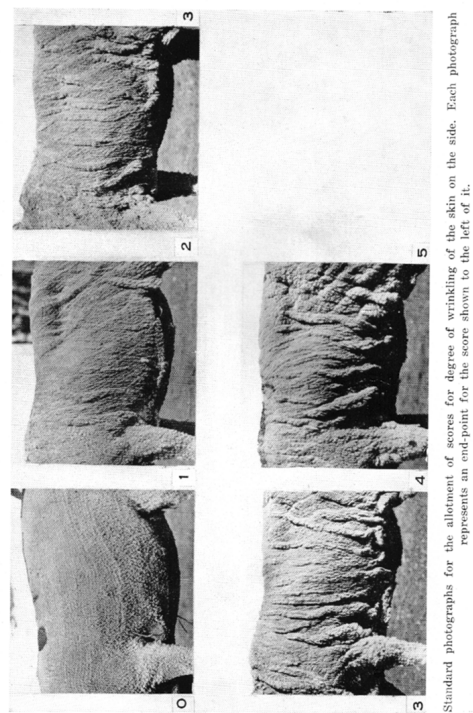 0 1 2 3
3 4 5
Standard photographs for the allotment of scores for degree of wrinkling of the skin on the side. Each photograph
represents an end-point for the score shown to the left of it.